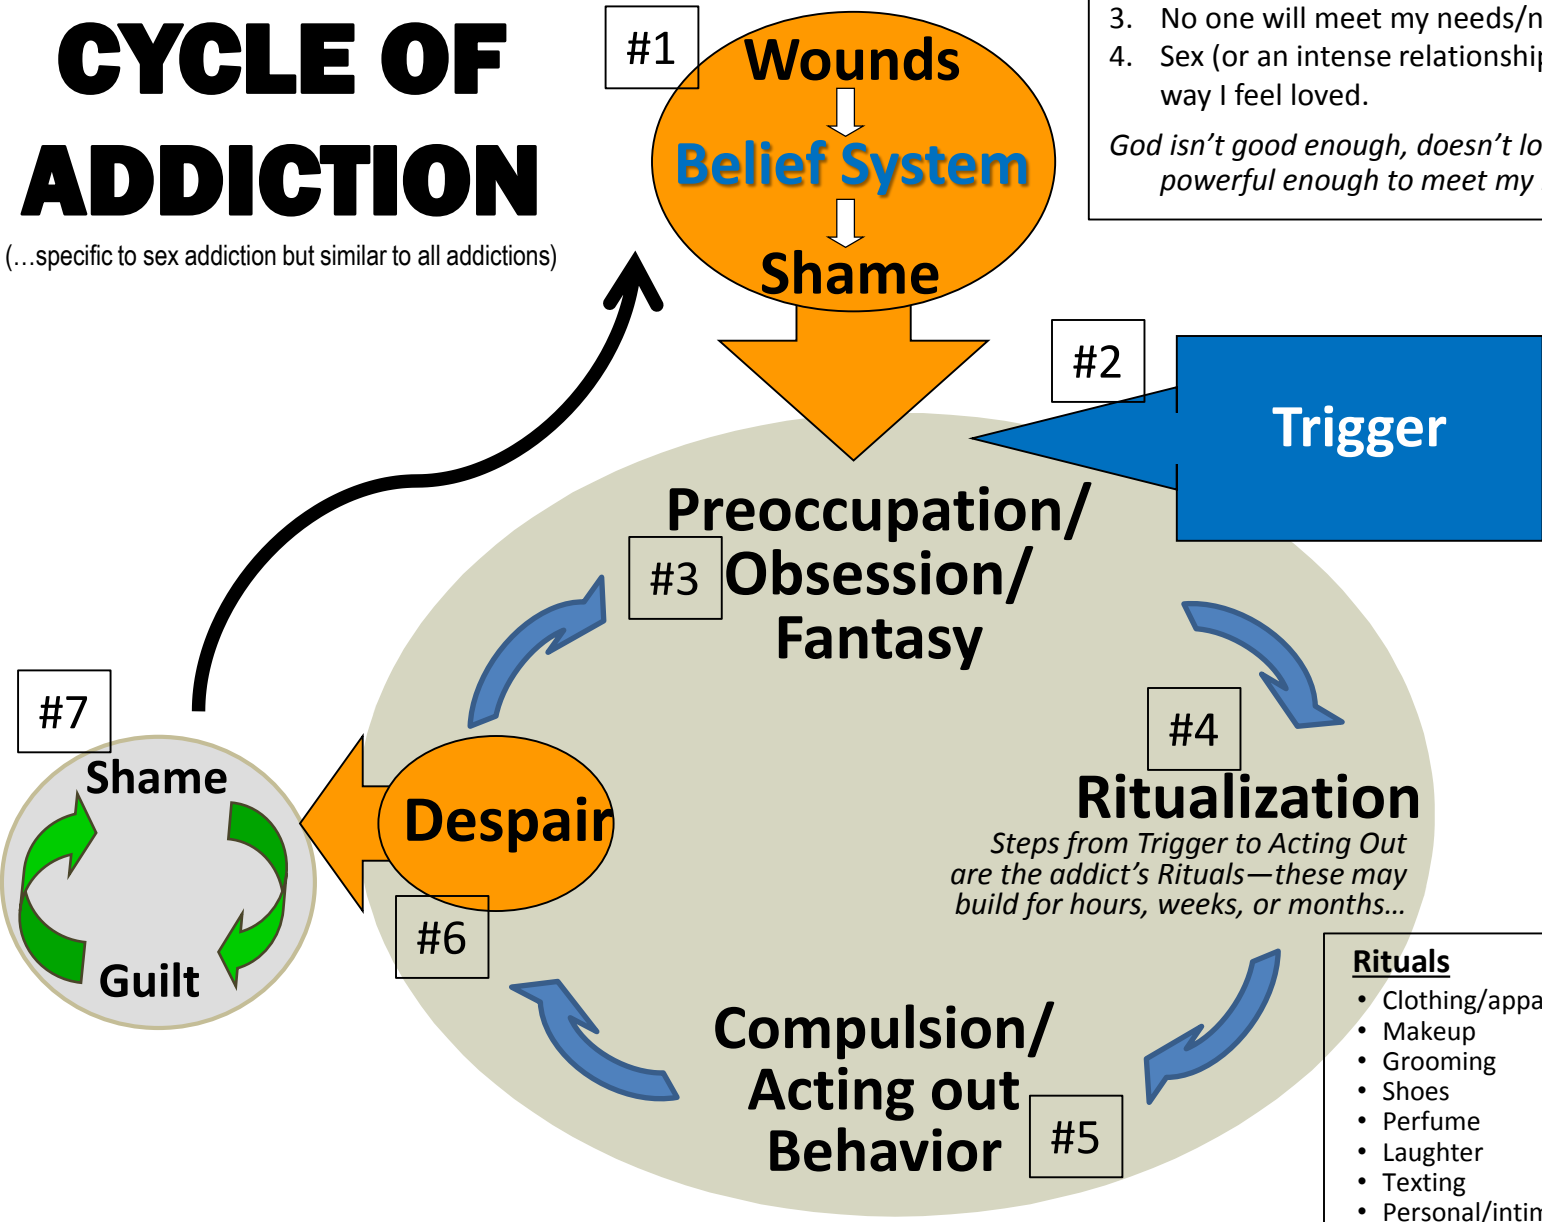 CYCLE OF
ADDICTION
(…specific to sex addiction but similar to all addictions)
#1
Wounds
Belief System
Shame
3. No one will meet my needs/n
4. Sex (or an intense relationship
way I feel loved.
God isn’t good enough, doesn’t lo
powerful enough to meet my
#2
Trigger
Preoccupation/
#3
Obsession/
Fantasy
#4
Ritualization
Steps from Trigger to Acting Out
are the addict’s Rituals—these may
build for hours, weeks, or months…
Rituals
• Clothing/appa
• Makeup
• Grooming
• Shoes
• Perfume
• Laughter
• Texting
• Personal/intim
Compulsion/
Acting out
Behavior
#5
Despair
#6
#7
Shame
Guilt